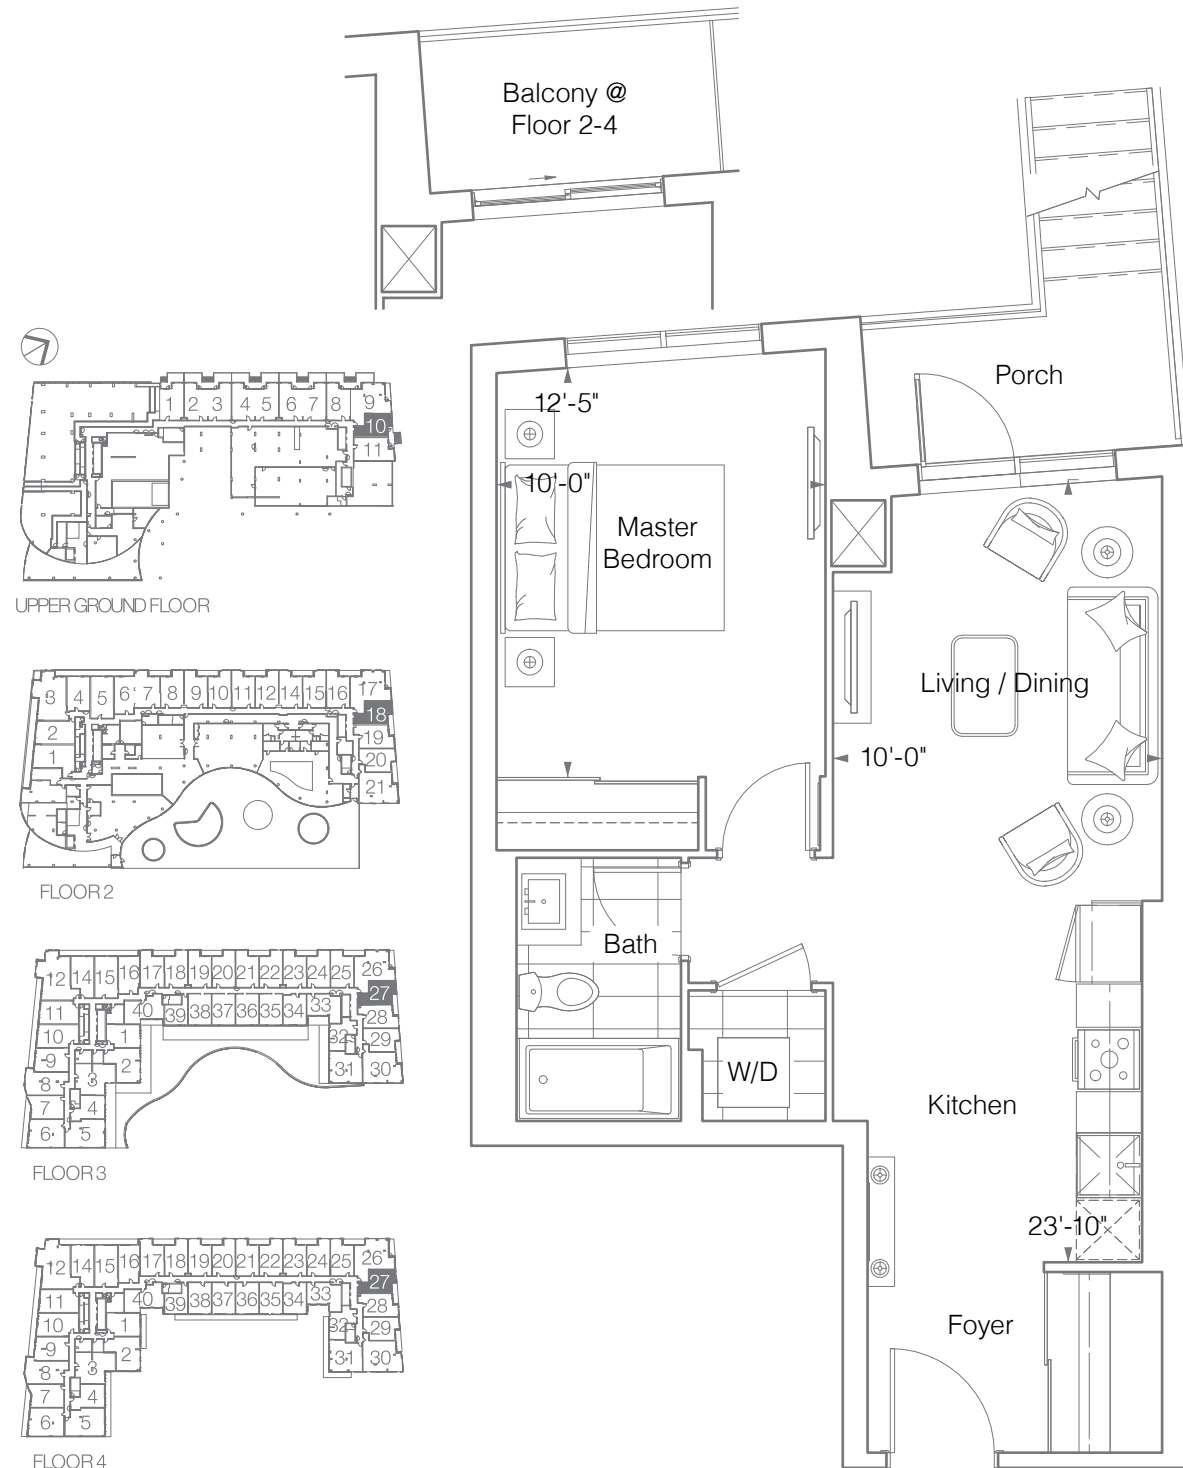 Balcony @
Floor 2-4
Porch
12'-5"
10'-0"
Master
Bedroom
Living / Dining
10'-0"
Bath
W/D
Kitchen
23'-10"
Foyer
1 2 3 4 5 6 7 8 9
10
11
UPPER GROUND FLOOR
3 4 5 6 7 8 9 10 11 12 14 15 16 17
18
2 19
1 20
21
FLOOR 2
12 14 15 16 17 18 19 20 21 22 23 24 25 26
27
11 40 39 38 37 36 35 34 33 28
10 1 32 29
9 2 31 30
8 3
7 4
6 5
FLOOR 3
12 14 15 16 17 18 19 20 21 22 23 24 25 26
27
11 40 39 38 37 36 35 34 33 28
10 1 32 29
9 2 31 30
8 3
7 4
6 5
FLOOR 4